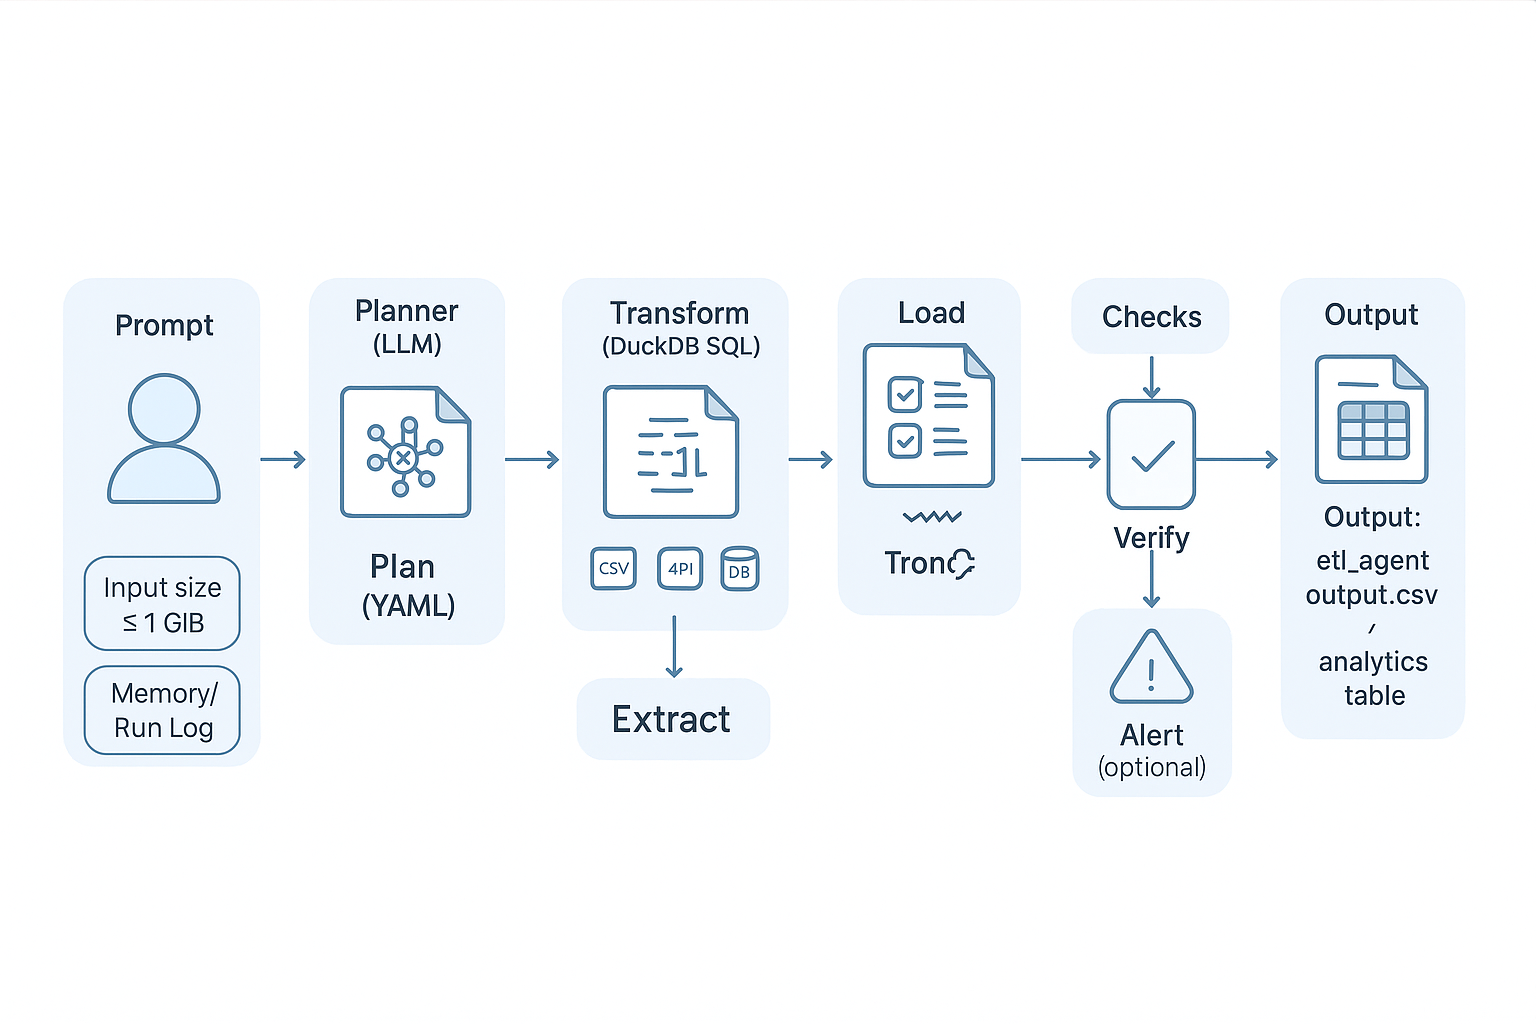 Prompt
Input size
≤ 1 GIB
Memory/
Run Log
Planner
(LLM)
Plan
(YAML)
Transform
(DuckDB SQL)
CSV
4PI
DB
Extract
Load
Checks
Verify
Alert
(optional)
Output
Output:
etl_agent
output.csv
/
analytics
table